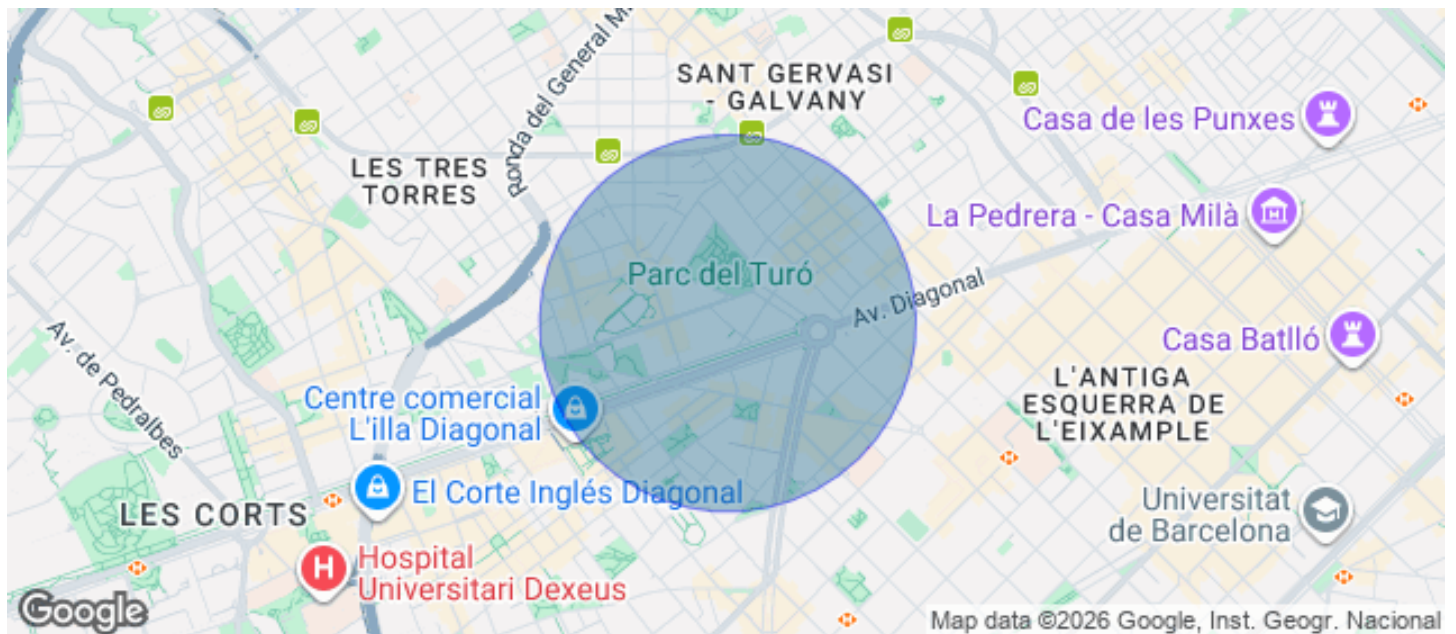 SANT GERVASI
- GALVANY
Ronda del General M
Casa de les Punxes
LES TRES
TORRES
La Pedrera - Casa Milà
Parc del Turó
Av. Diagonal
Casa Batlló
Av. de Pedralbes
Centre comercial
L'illa Diagonal
L'ANTIGA
ESQUERRA DE
L'EIXAMPLE
El Corte Inglés Diagonal
LES CORTS
Universitat
de Barcelona
H
Hospital
Universitari Dexeus
Google
Map data ©2026 Google, Inst. Geogr. Nacional